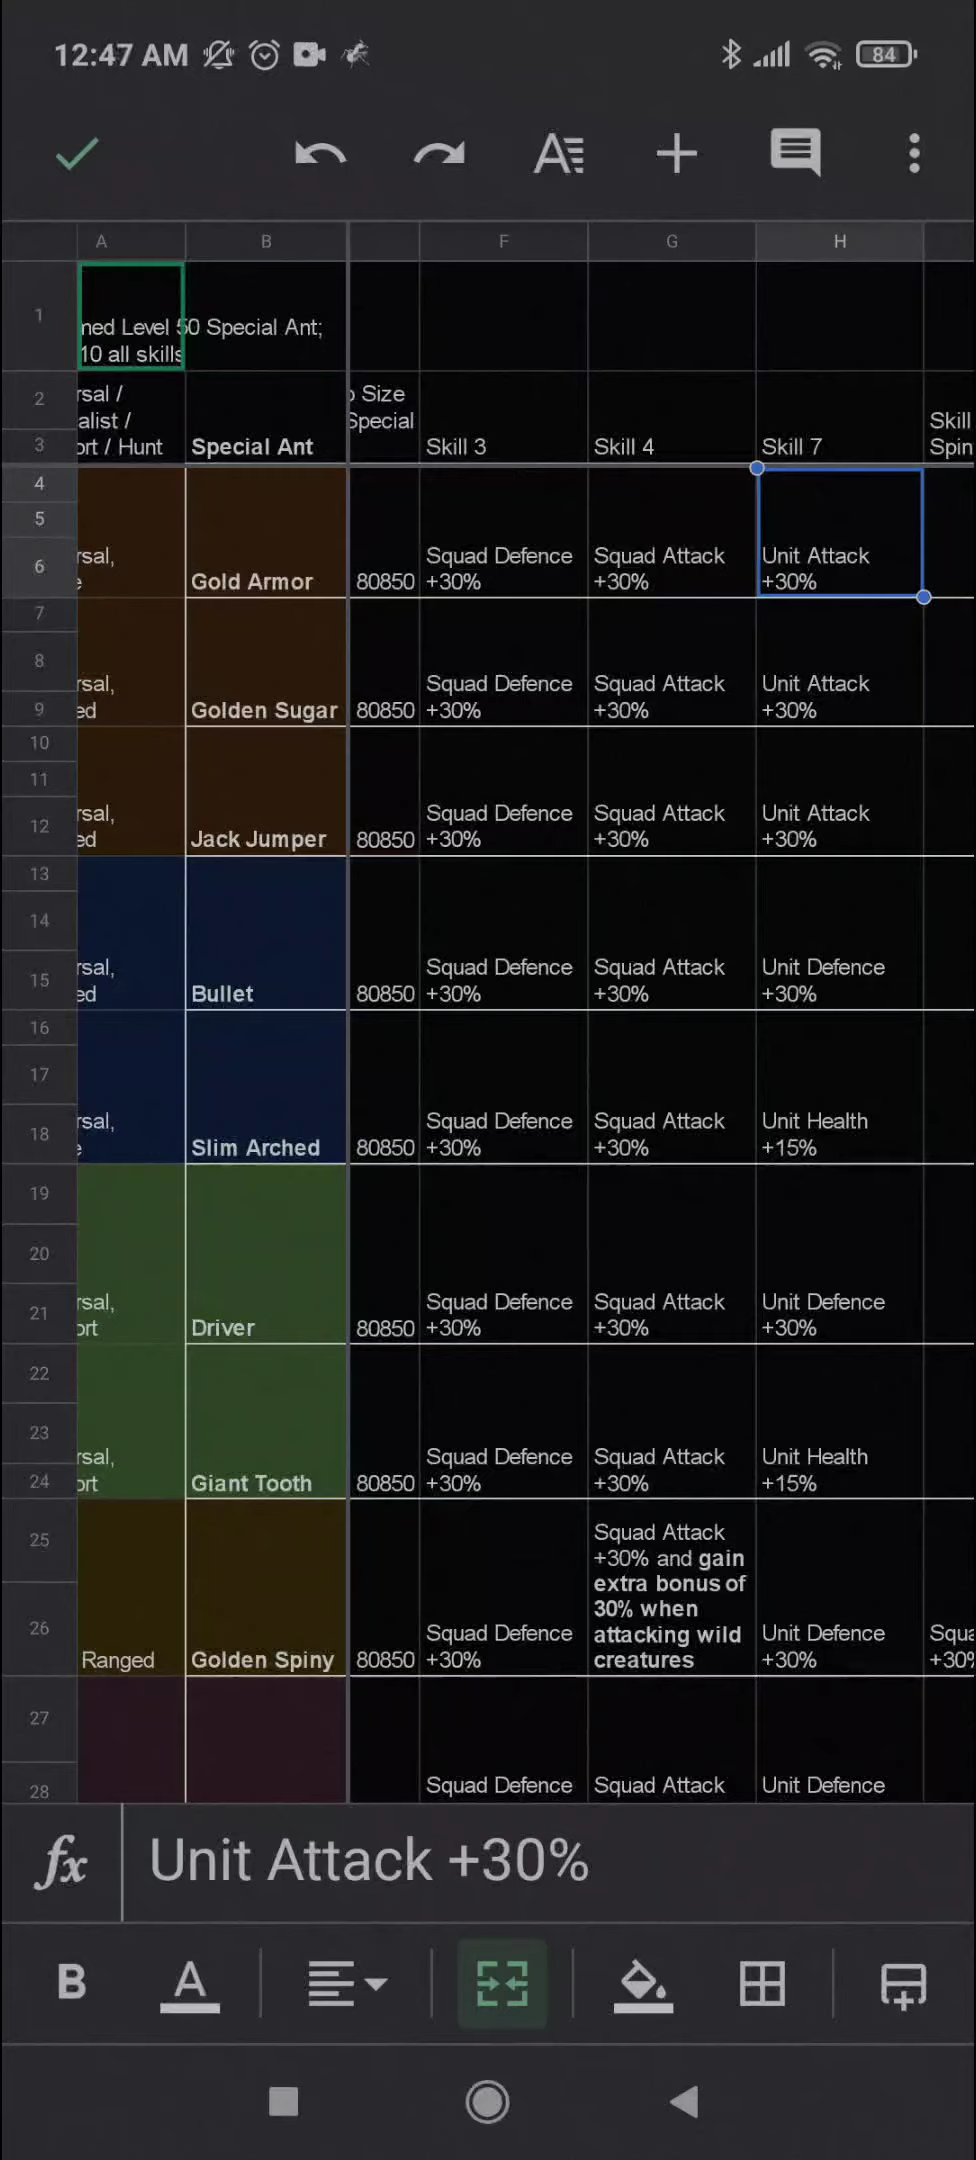 12:47 AM
84
A B F G H
1
ned Level 50 Special Ant;
10 all skills
2
rsal /
alist /
ort / Hunt
3
Special Ant
Size
Special
Skill 3
Skill 4
Skill 7
Skill
Spin
4
5
6
rsal,
e
Gold Armor
80850
Squad Defence
+30%
Squad Attack
+30%
Unit Attack
+30%
7
8
9
rsal,
ed
Golden Sugar
80850
Squad Defence
+30%
Squad Attack
+30%
Unit Attack
+30%
10
11
12
rsal,
ed
Jack Jumper
80850
Squad Defence
+30%
Squad Attack
+30%
Unit Attack
+30%
13
14
15
rsal,
ed
Bullet
80850
Squad Defence
+30%
Squad Attack
+30%
Unit Defence
+30%
16
17
18
rsal,
e
Slim Arched
80850
Squad Defence
+30%
Squad Attack
+30%
Unit Health
+15%
19
20
21
rsal,
ort
Driver
80850
Squad Defence
+30%
Squad Attack
+30%
Unit Defence
+30%
22
23
24
rsal,
ort
Giant Tooth
80850
Squad Defence
+30%
Squad Attack
+30%
Unit Health
+15%
25
26
Ranged
Golden Spiny
80850
Squad Defence
+30%
Squad Attack
+30% and gain
extra bonus of
30% when
attacking wild
creatures
Unit Defence
+30%
Squa
+30%
27
28
Squad Defence
Squad Attack
Unit Defence
fx
Unit Attack +30%
B
A